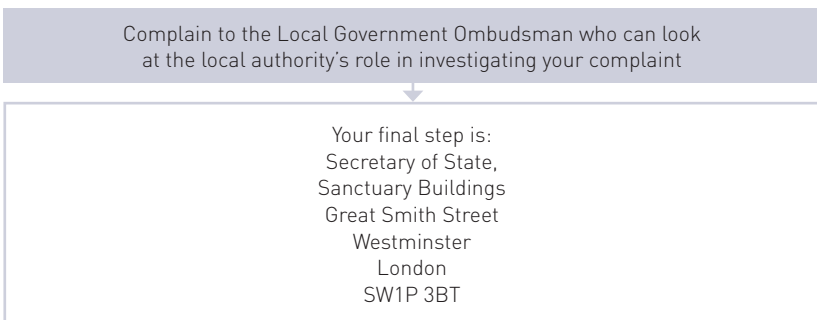 Complain to the Local Government Ombudsman who can look
at the local authority's role in investigating your complaint
Your final step is:
Secretary of State,
Sanctuary Buildings
Great Smith Street
Westminster
London
SW1P 3BT